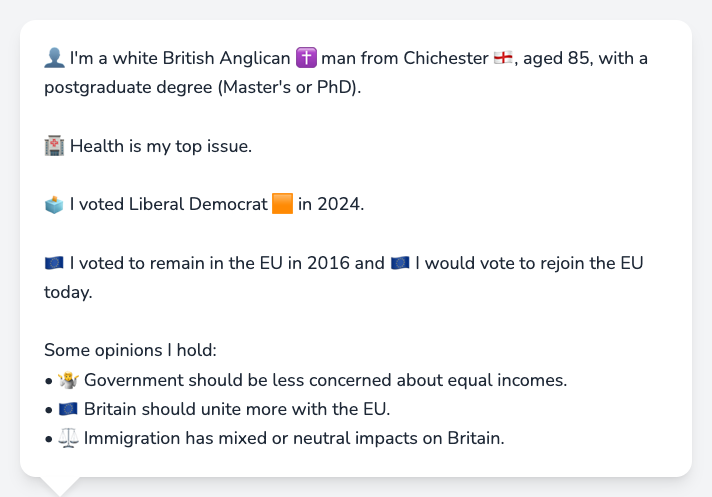 👤 I'm a white British Anglican ✝️ man from Chichester 🏴󠁧󠁢󠁥󠁮󠁧󠁿, aged 85, with a
postgraduate degree (Master's or PhD).
🏥 Health is my top issue.
🗳️ I voted Liberal Democrat 🟧 in 2024.
🇪🇺 I voted to remain in the EU in 2016 and 🇪🇺 I would vote to rejoin the EU
today.
Some opinions I hold:
• 🤷 Government should be less concerned about equal incomes.
• 🇪🇺 Britain should unite more with the EU.
• ⚖️ Immigration has mixed or neutral impacts on Britain.